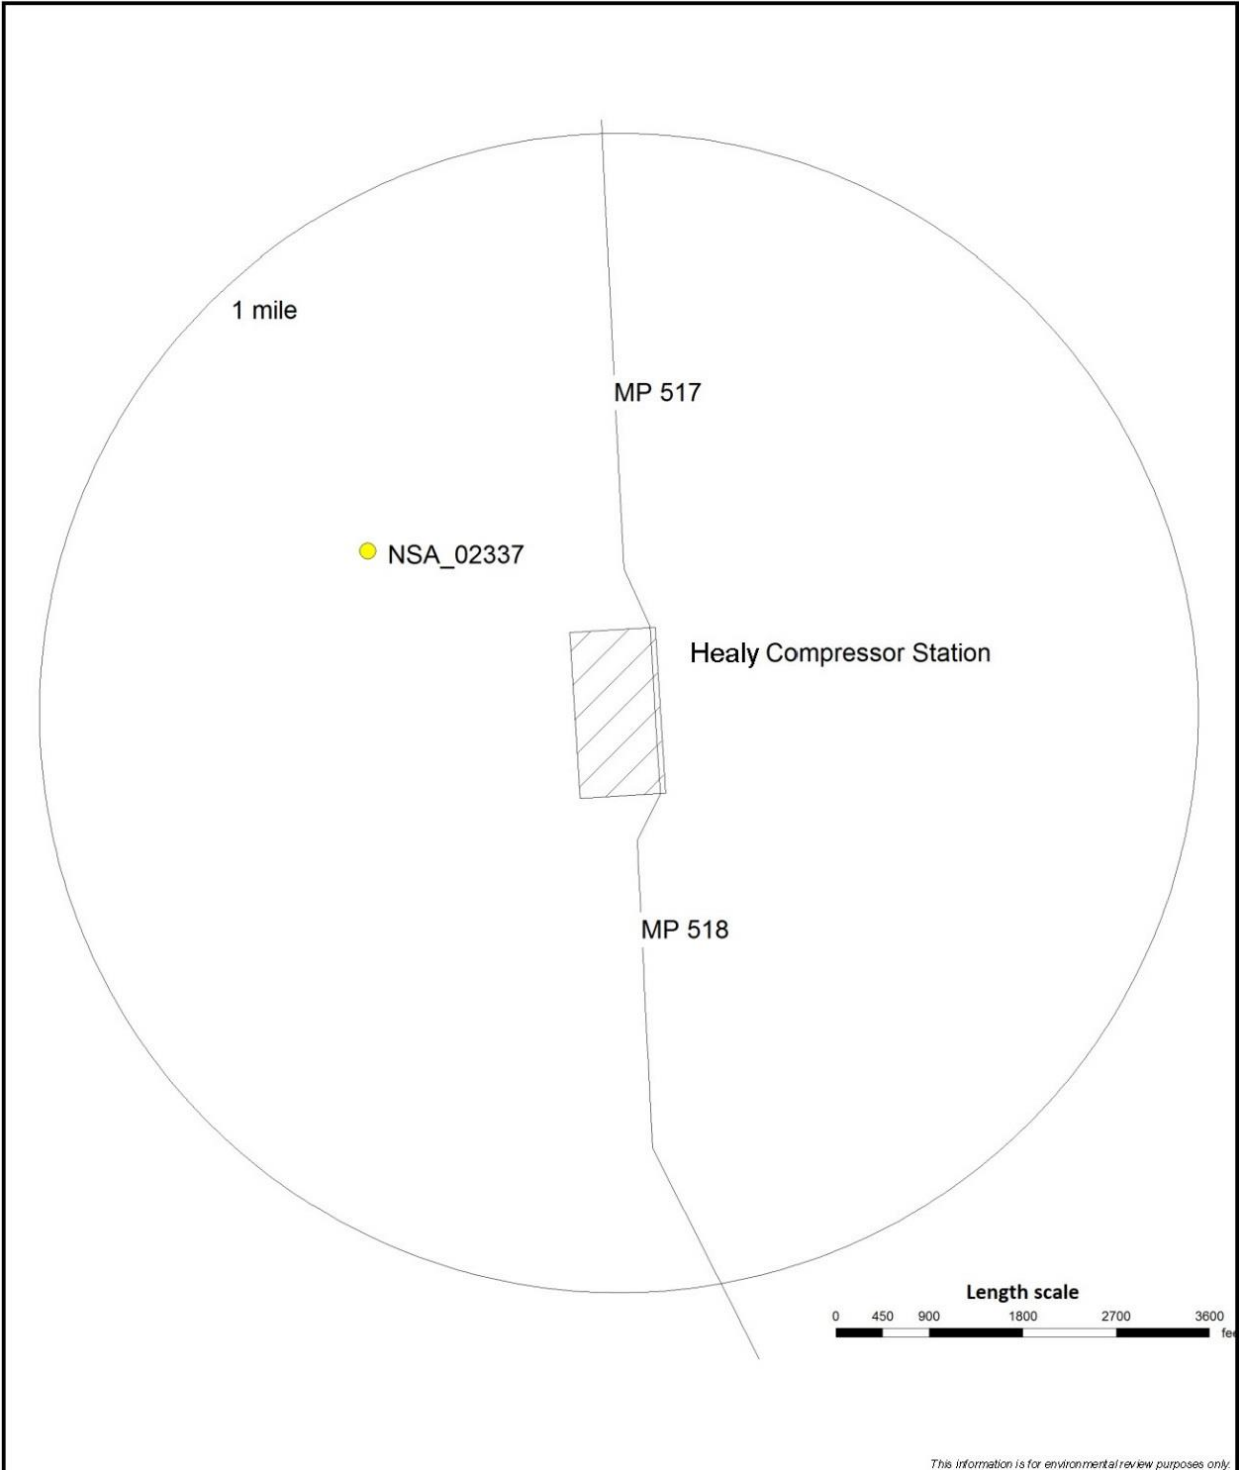 1 mile
MP 517
NSA_02337
Healy Compressor Station
MP 518
Length scale
0 450 900 1800 2700 3600
fee
This information is for environmental review purposes only.